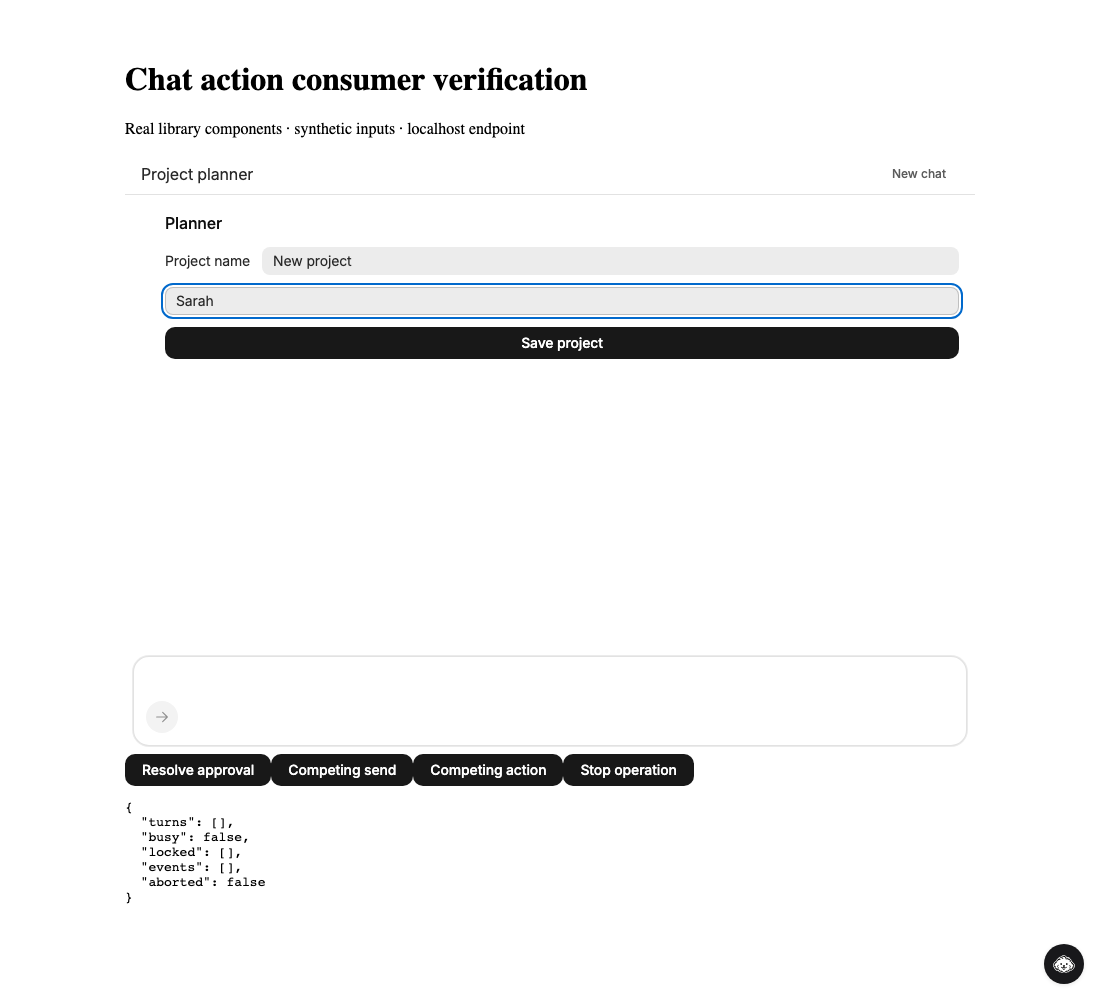 Chat action consumer verification
Real library components · synthetic inputs · localhost endpoint
Project planner
New chat
Planner
Project name
New project
Sarah
Save project
Resolve approval
Competing send
Competing action
Stop operation
{
  "turns": [],
  "busy": false,
  "locked": [],
  "events": [],
  "aborted": false
}